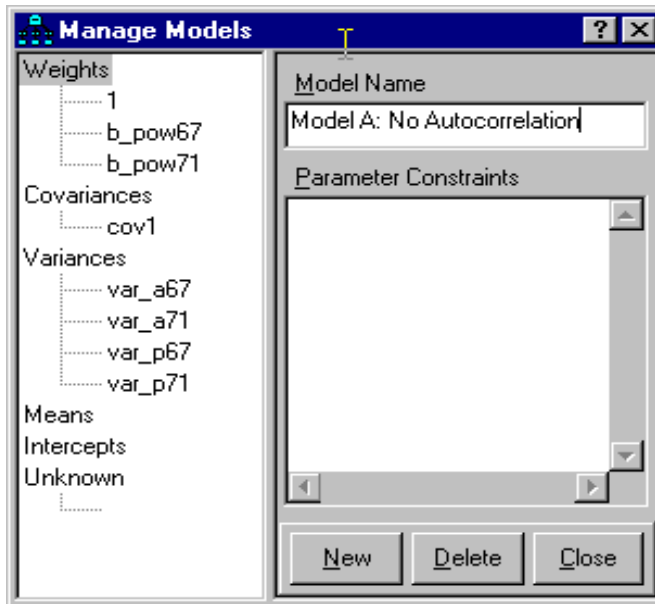 Manage Models
Weights
1
b_pow67
b_pow71
Covariances
cov1
Variances
var_a67
var_a71
var_p67
var_p71
Means
Intercepts
Unknown
Model Name
Model A: No Autocorrelation
Parameter Constraints
New
Delete
Close